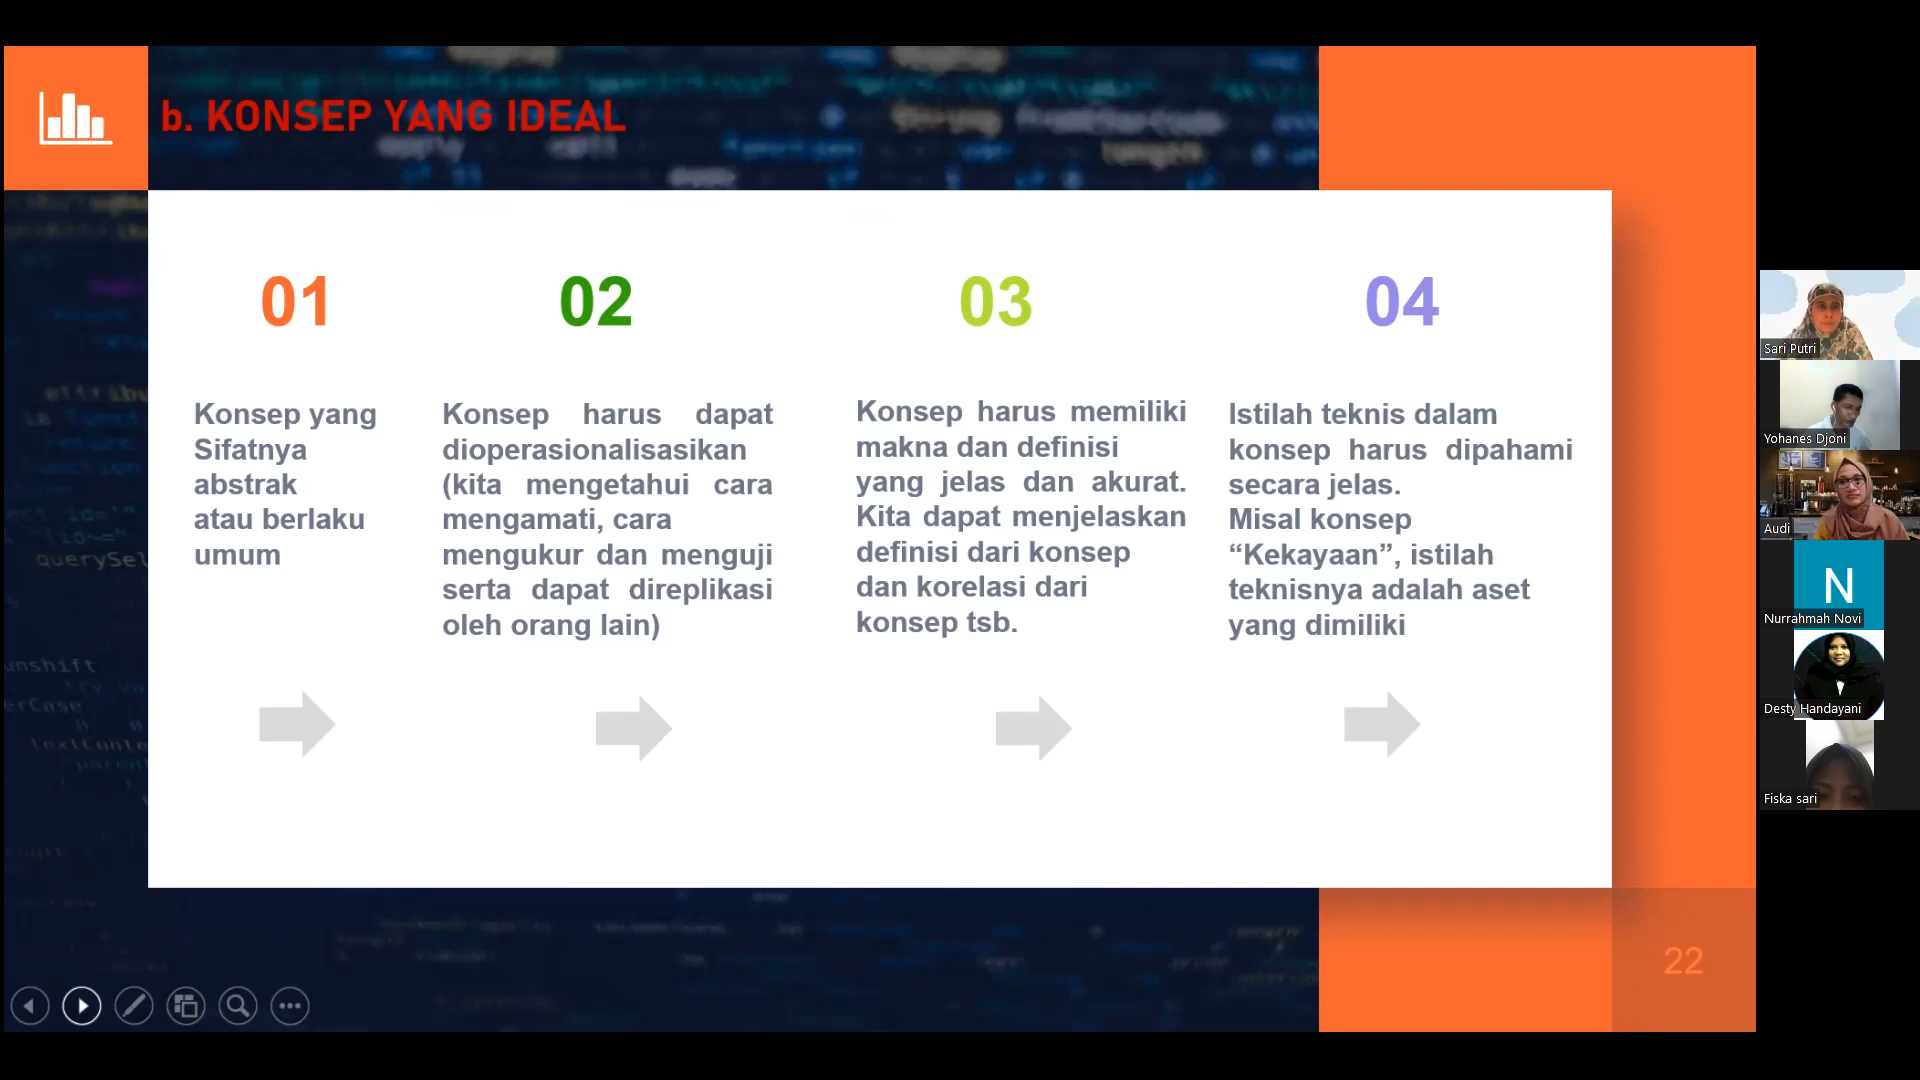 b. KONSEP YANG IDEAL
01
Konsep yang
Sifatnya
abstrak
atau berlaku
umum
02
Konsep harus dapat
dioperasionalisasikan
(kita mengetahui cara
mengamati, cara
mengukur dan menguji
serta dapat direplikasi
oleh orang lain)
03
Konsep harus memiliki
makna dan definisi
yang jelas dan akurat.
Kita dapat menjelaskan
definisi dari konsep
dan korelasi dari
konsep tsb.
04
Istilah teknis dalam
konsep harus dipahami
secara jelas.
Misal konsep
“Kekayaan”, istilah
teknisnya adalah aset
yang dimiliki
22
Sari Putri
Yohanes Djoni
Audi
N
Nurrahmah Novi
Desty Handayani
Fiska sari
querySel